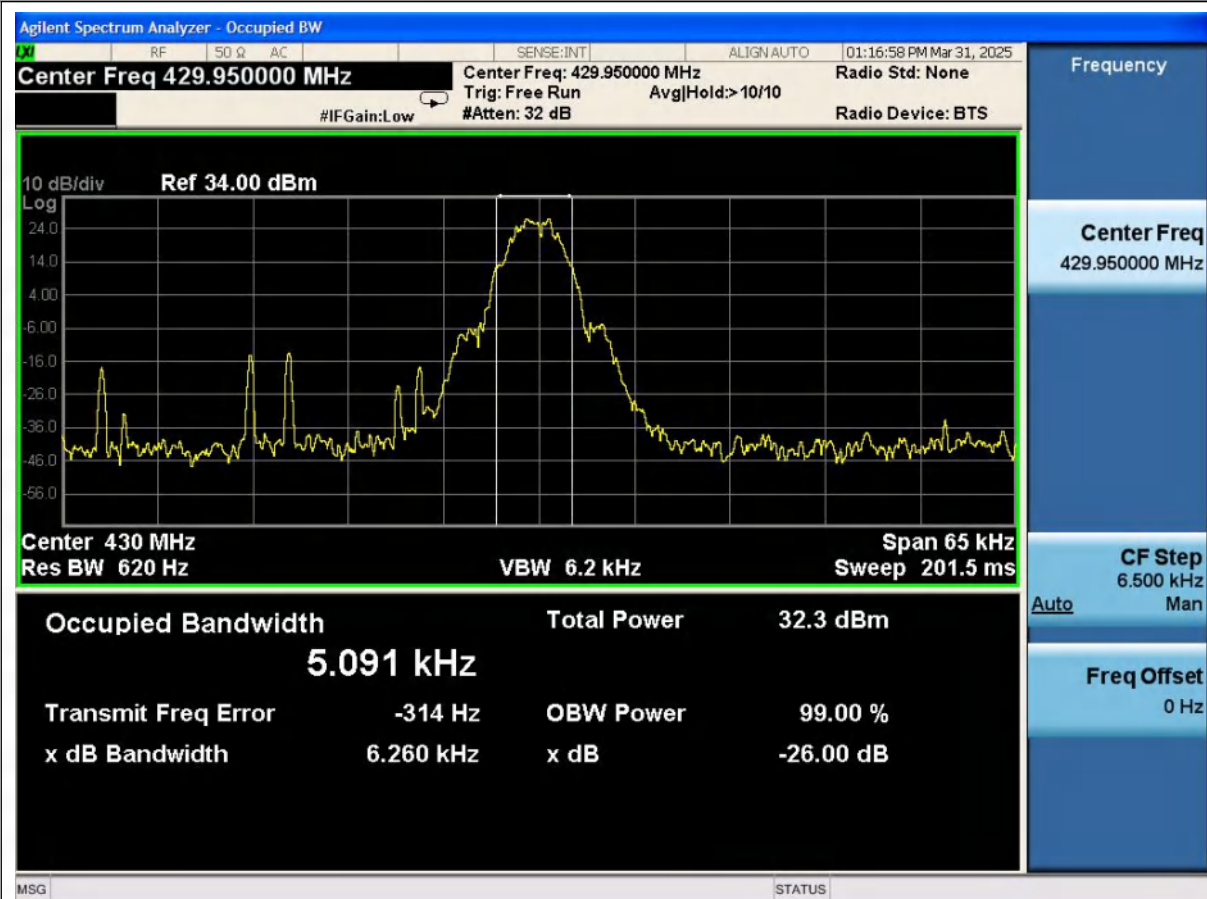 Agilent Spectrum Analyzer - Occupied BW
LXI RF 50 Ω AC SENSE:INT ALIGN AUTO 01:16:58 PM Mar 31, 2025
Center Freq 429.950000 MHz
Center Freq: 429.950000 MHz
Radio Std: None
Trig: Free Run Avg|Hold:>10/10
#IFGain:Low
#Atten: 32 dB
Radio Device: BTS
10 dB/div Ref 34.00 dBm
Log
24.0
14.0
4.00
-6.00
-16.0
-26.0
-36.0
-46.0
-56.0
Center 430 MHz Span 65 kHz
Res BW 620 Hz VBW 6.2 kHz Sweep 201.5 ms
Occupied Bandwidth Total Power 32.3 dBm
5.091 kHz
Transmit Freq Error -314 Hz OBW Power 99.00 %
x dB Bandwidth 6.260 kHz x dB -26.00 dB
Frequency
Center Freq
429.950000 MHz
CF Step
6.500 kHz
Auto Man
Freq Offset
0 Hz
MSG STATUS